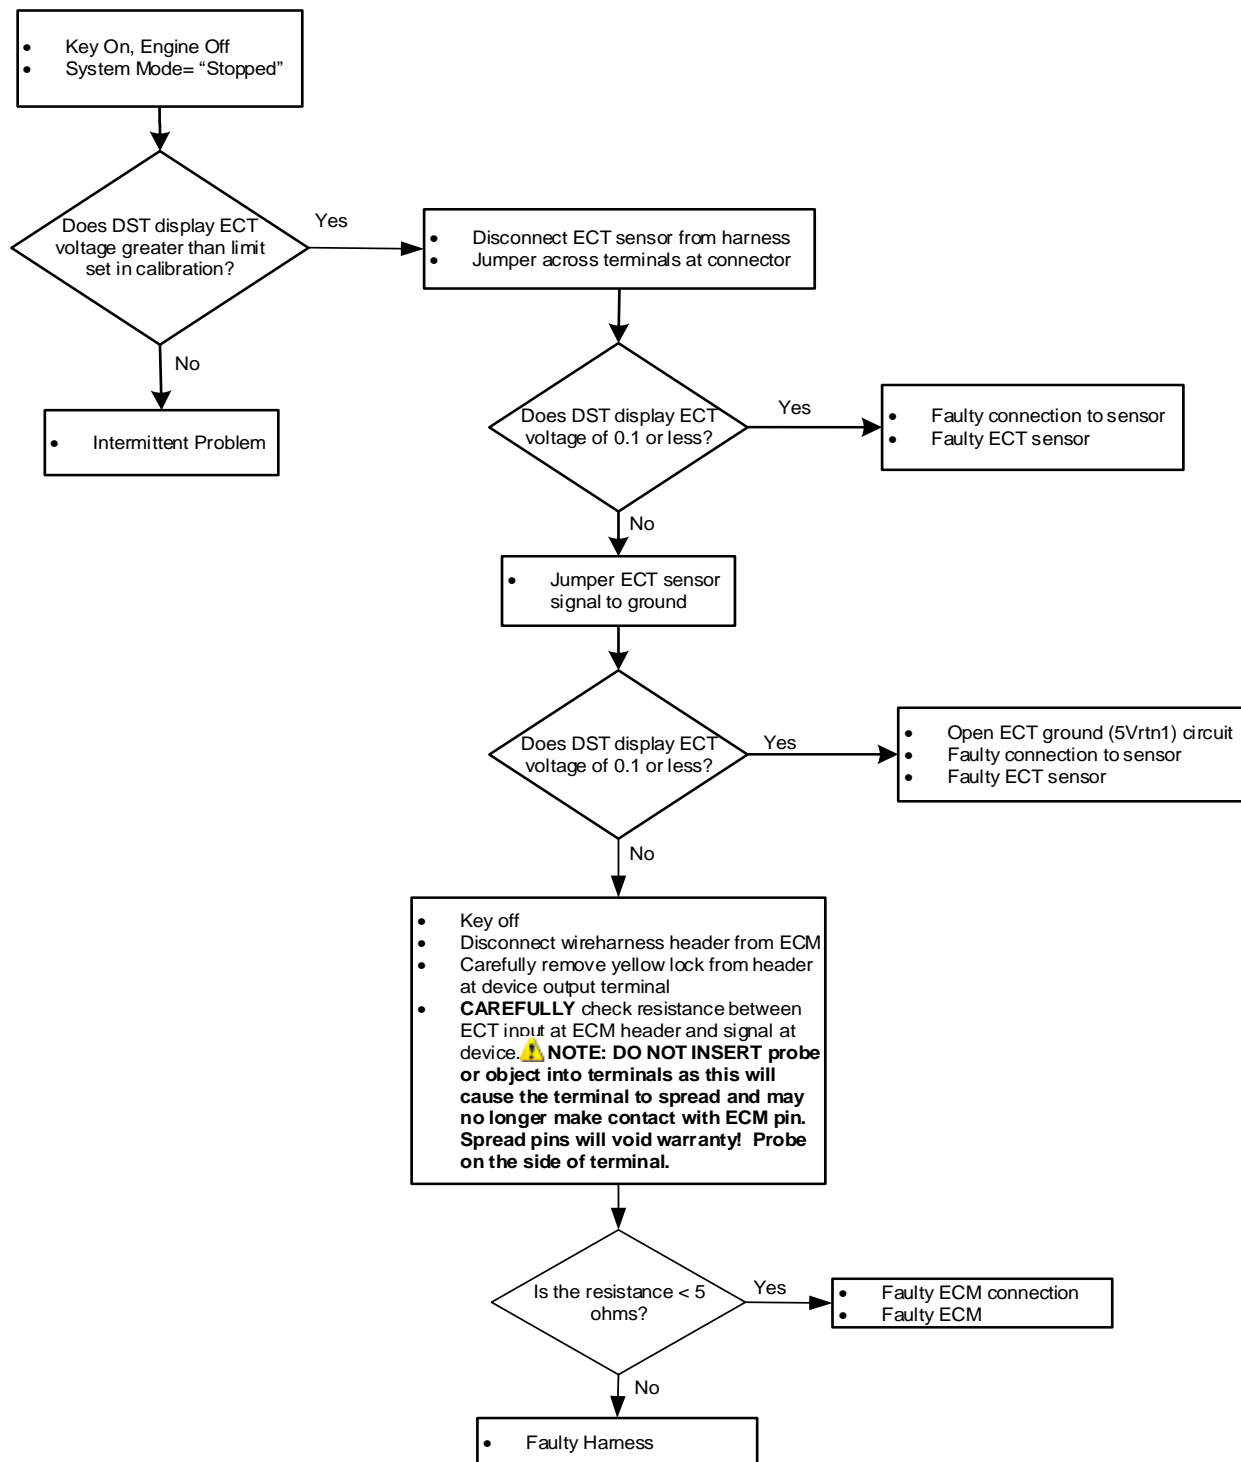 • Key On, Engine Off
• System Mode= “Stopped”
Does DST display ECT
voltage greater than limit
set in calibration?
Yes
• Disconnect ECT sensor from harness
• Jumper across terminals at connector
No
• Intermittent Problem
Does DST display ECT
voltage of 0.1 or less?
Yes
• Faulty connection to sensor
• Faulty ECT sensor
No
• Jumper ECT sensor
signal to ground
Does DST display ECT
voltage of 0.1 or less?
Yes
• Open ECT ground (5Vrtn1) circuit
• Faulty connection to sensor
• Faulty ECT sensor
No
• Key off
• Disconnect wireharness header from ECM
• Carefully remove yellow lock from header
at device output terminal
• CAREFULLY check resistance between
ECT input at ECM header and signal at
device. NOTE: DO NOT INSERT probe
or object into terminals as this will
cause the terminal to spread and may
no longer make contact with ECM pin.
Spread pins will void warranty! Probe
on the side of terminal.
Is the resistance < 5
ohms?
Yes
• Faulty ECM connection
• Faulty ECM
No
• Faulty Harness